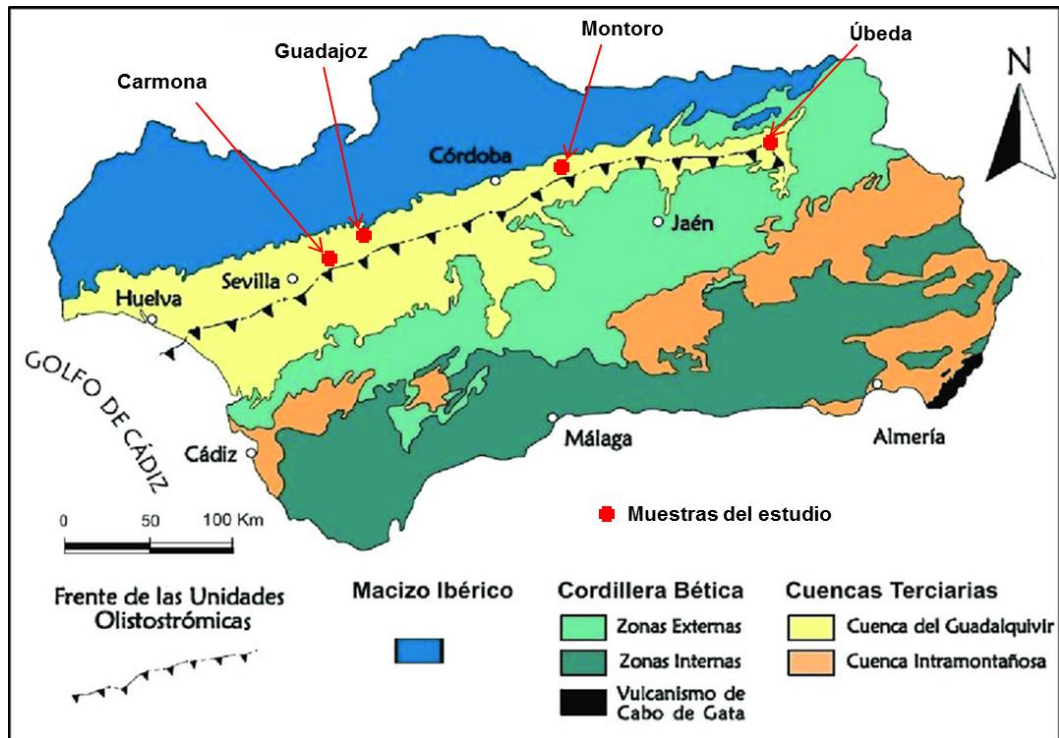 Montoro
Úbeda
Guadajoz
Carmona
N
Córdoba
Jaén
Sevilla
Huelva
GOLFO DE CÁDIZ
Cádiz
Málaga
Almería
0 50 100 Km
Muestras del estudio
Frente de las Unidades
Olistostrómicas
Macizo Ibérico
Cordillera Bética
Zonas Externas
Zonas Internas
Vulcanismo de
Cabo de Gata
Cuencas Terciarias
Cuenca del Guadalquivir
Cuenca Intramontañosa